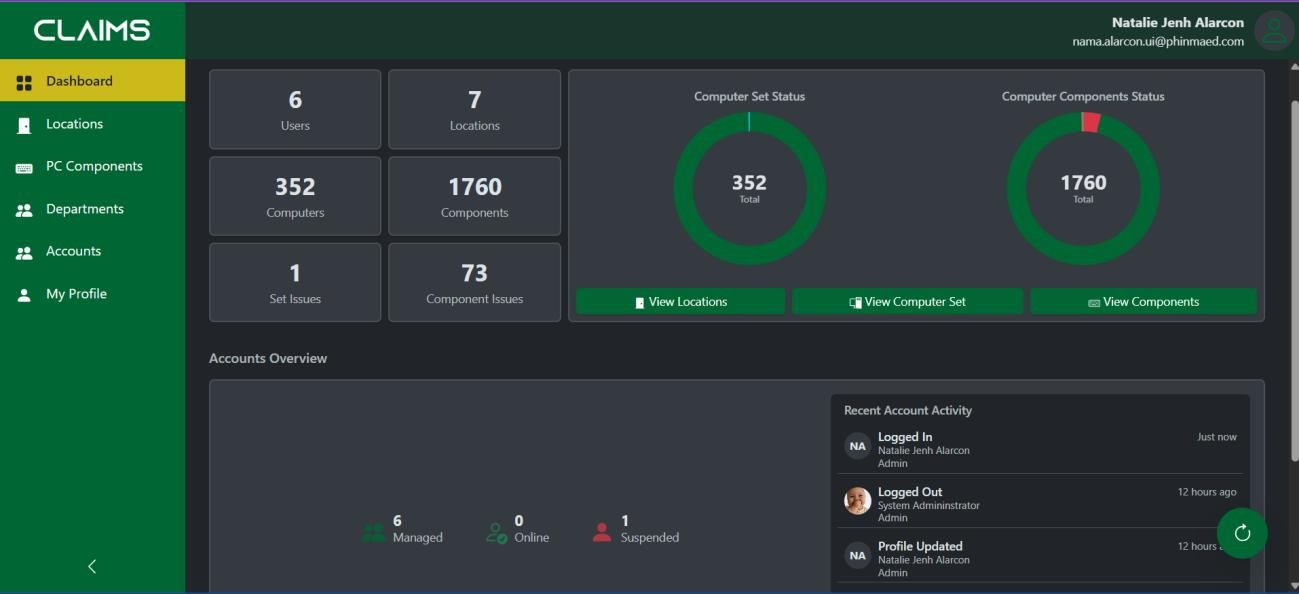 CLAIMS
Natalie Jenh Alarcon
nama.alarcon.ui@phinmaed.com
Dashboard
Locations
PC Components
Departments
Accounts
My Profile
6
Users
7
Locations
352
Computers
1760
Components
1
Set Issues
73
Component Issues
Computer Set Status
352
Total
Computer Components Status
1760
Total
View Locations
View Computer Set
View Components
Accounts Overview
6
Managed
0
Online
1
Suspended
Recent Account Activity
NA
Logged In
Just now
Natalie Jenh Alarcon
Admin
Logged Out
12 hours ago
System Admininstrator
Admin
NA
Profile Updated
12 hours
Natalie Jenh Alarcon
Admin